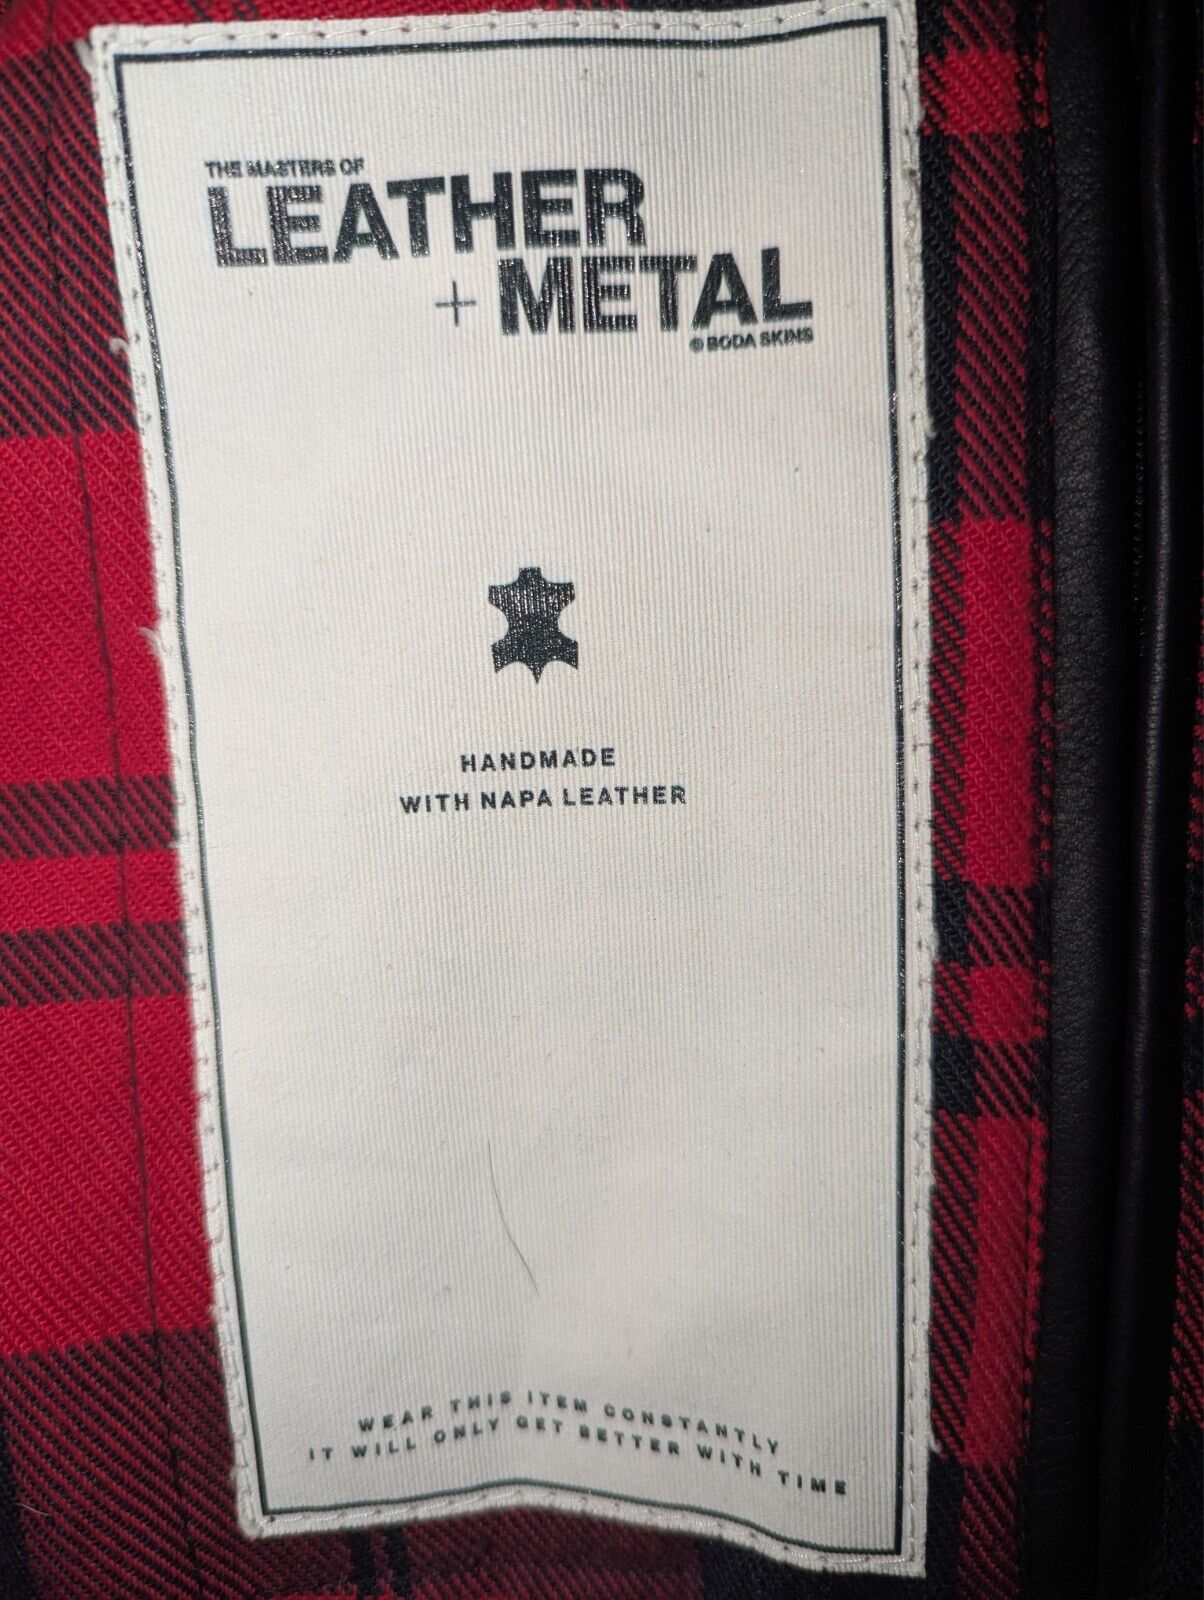 THE MASTERS OF
LEATHER
+ METAL
© BODA SKINS
HANDMADE
WITH NAPA LEATHER
WEAR THIS ITEM CONSTANTLY
IT WILL ONLY GET BETTER WITH TIME